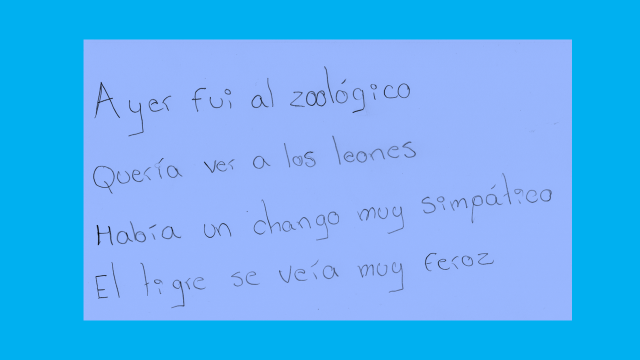 Ayer fui al zoológico
Quería ver a los leones
Había un chango muy simpático
El tigre se veía muy feroz